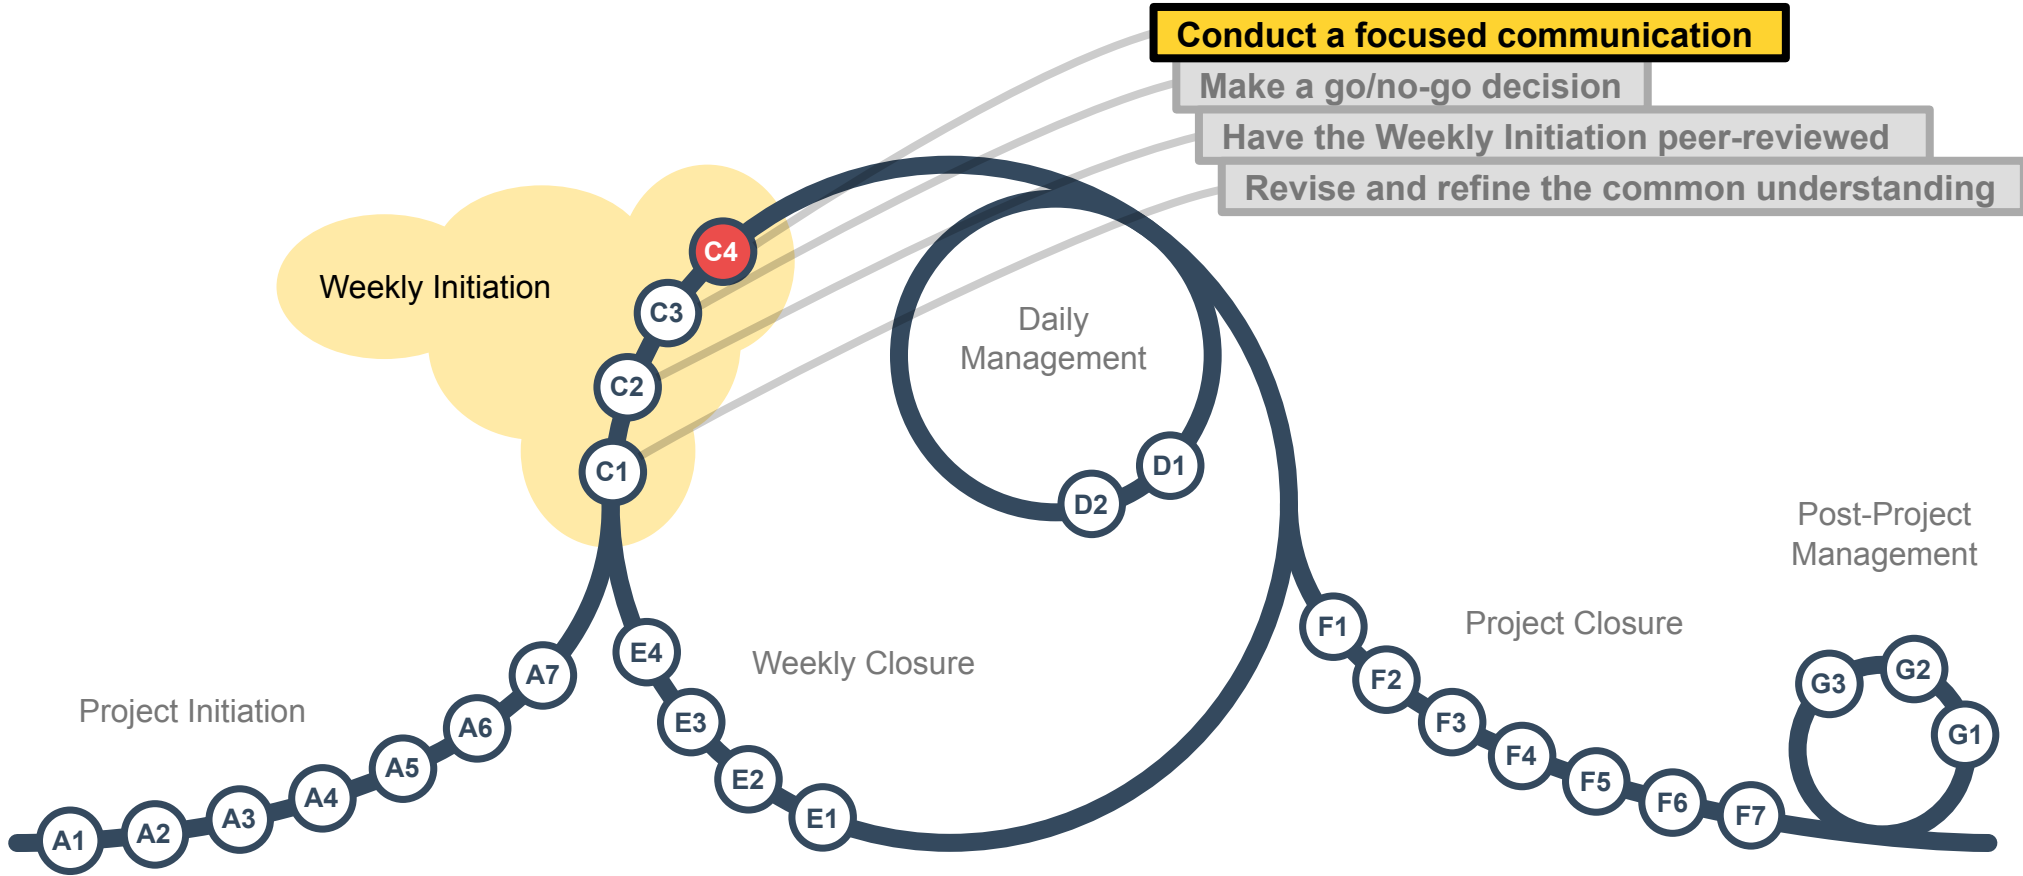 Conduct a focused communication
Make a go/no-go decision
Have the Weekly Initiation peer-reviewed
Revise and refine the common understanding
Weekly Initiation
C4
C3
C2
C1
Daily
Management
D1
D2
Post-Project
Management
Project Closure
Weekly Closure
Project Initiation
A1
A2
A3
A4
A5
A6
A7
E4
E3
E2
E1
F1
F2
F3
F4
F5
F6
F7
G3
G2
G1